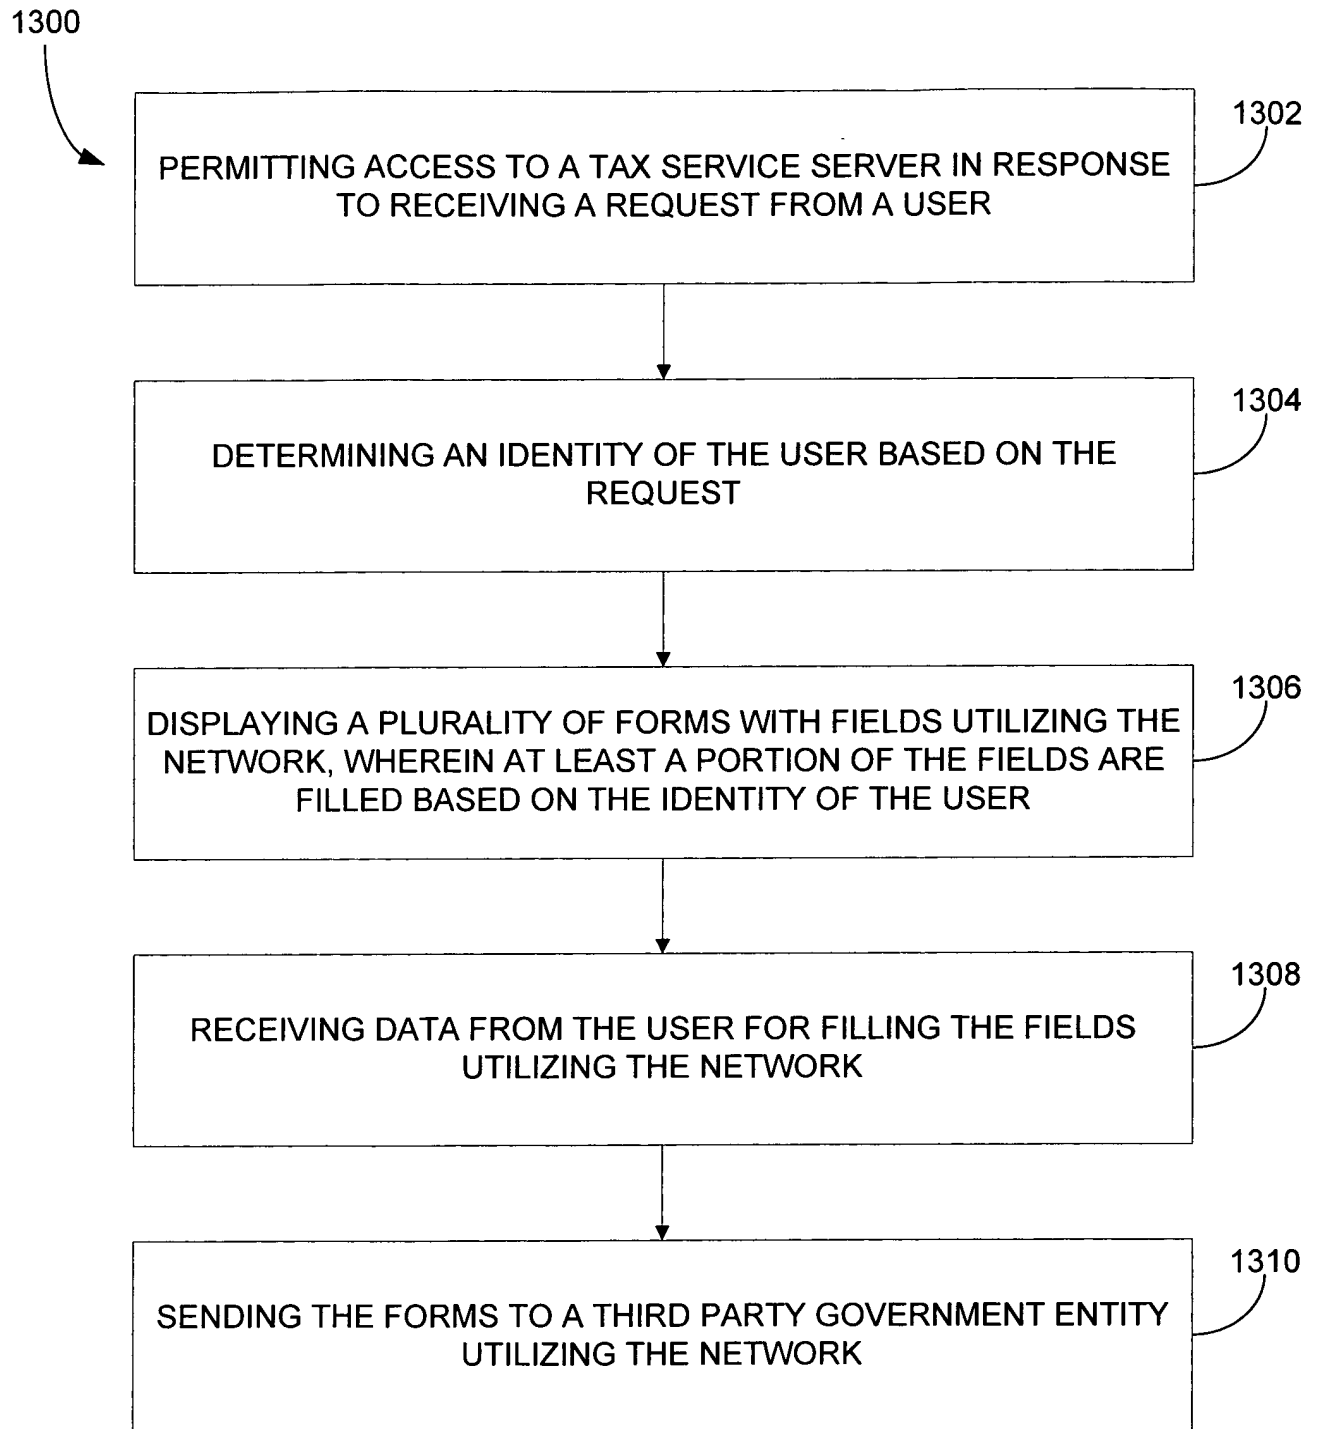 1300
1302
PERMITTING ACCESS TO A TAX SERVICE SERVER IN RESPONSE
TO RECEIVING A REQUEST FROM A USER
1304
DETERMINING AN IDENTITY OF THE USER BASED ON THE
REQUEST
1306
DISPLAYING A PLURALITY OF FORMS WITH FIELDS UTILIZING THE
NETWORK, WHEREIN AT LEAST A PORTION OF THE FIELDS ARE
FILLED BASED ON THE IDENTITY OF THE USER
1308
RECEIVING DATA FROM THE USER FOR FILLING THE FIELDS
UTILIZING THE NETWORK
1310
SENDING THE FORMS TO A THIRD PARTY GOVERNMENT ENTITY
UTILIZING THE NETWORK